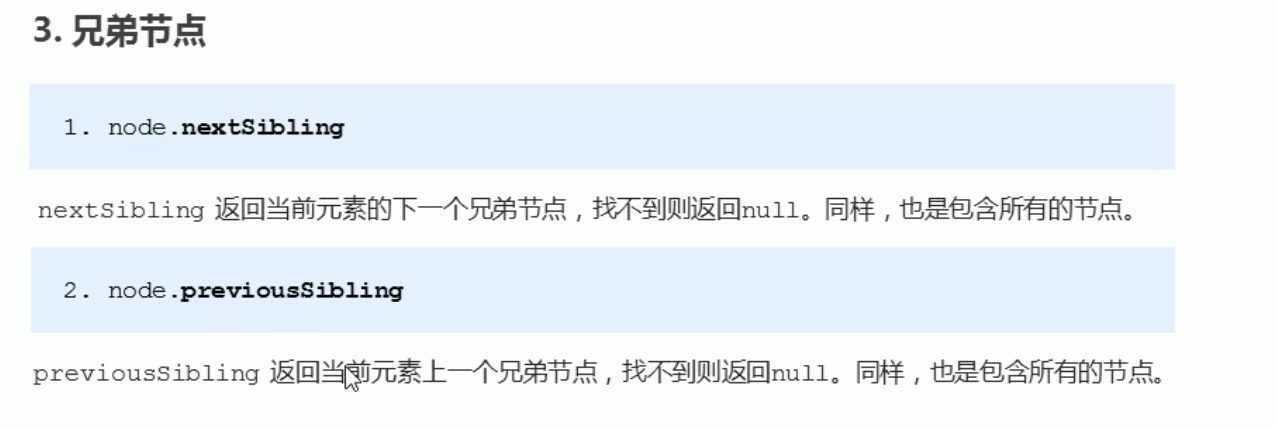 3. 兄弟节点
1. node.nextSibling
nextSibling 返回当前元素的下一个兄弟节点，找不到则返回null。同样，也是包含所有的节点。
2. node.previousSibling
previousSibling 返回当前元素上一个兄弟节点，找不到则返回null。同样，也是包含所有的节点。